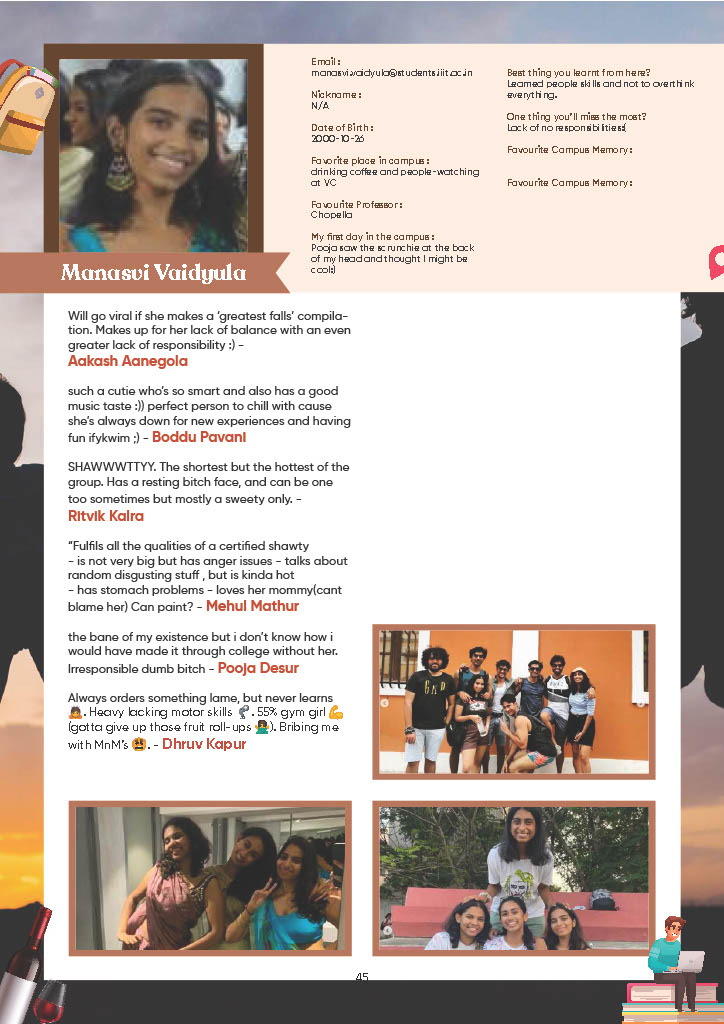 Email :
manasvi.vaidyula@students.iiit.ac.in
Nickname :
N/A
Date of Birth :
2000-10-26
Favorite place in campus :
drinking coffee and people-watching
at VC
Favourite Professor :
Chopella
My first day in the campus :
Pooja saw the scrunchie at the back
of my head and thought I might be
cool:)
Best thing you learnt from here?
Learned people skills and not to overthink
everything.
One thing you'll miss the most?
Lack of no responsibilities:(
Favourite Campus Memory :
Favourite Campus Memory :
Manasvi Vaidyula
Will go viral if she makes a ‘greatest falls’ compila-
tion. Makes up for her lack of balance with an even
greater lack of responsibility :) -
Aakash Aanegola
such a cutie who's so smart and also has a good
music taste :)) perfect person to chill with cause
she's always down for new experiences and having
fun ifykwim ;) - Boddu Pavani
SHAWWWTTYY. The shortest but the hottest of the
group. Has a resting bitch face, and can be one
too sometimes but mostly a sweety only. -
Ritvik Kalra
“Fulfils all the qualities of a certified shawty
- is not very big but has anger issues - talks about
random disgusting stuff , but is kinda hot
- has stomach problems - loves her mommy(cant
blame her) Can paint? - Mehul Mathur
the bane of my existence but i don't know how i
would have made it through college without her.
Irresponsible dumb bitch - Pooja Desur
Always orders something lame, but never learns
🤷. Heavy lacking motor skills 🦿. 55% gym girl 💪
(gotta give up those fruit roll-ups 🙅‍♂️). Bribing me
with MnM's 🎃. - Dhruv Kapur
GAP
45